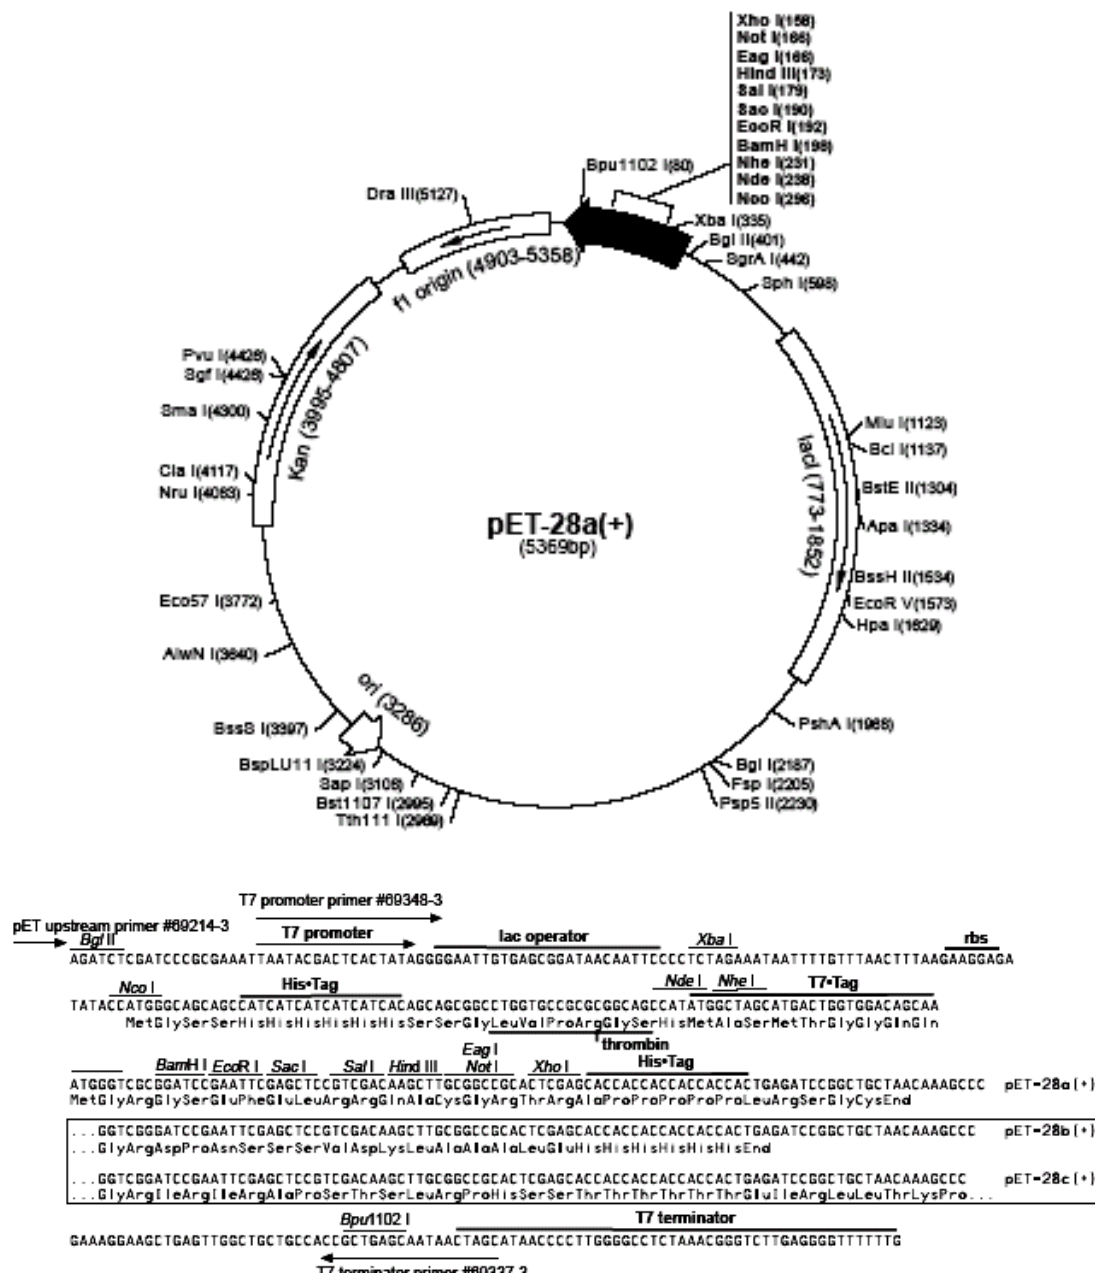 Xho I(158)
Not I(166)
Eag I(166)
Hind III(173)
Sal I(179)
Sac I(190)
EcoR I(192)
BamH I(198)
Nhe I(231)
Nde I(238)
Nco I(296)
Bpu1102 I(80)
Dra III(5127)
Xba I(335)
Bgl II(401)
SgrA I(442)
Sph I(598)
f1 origin (4903-5358)
Pvu I(4426)
Sgf I(4426)
Sma I(4300)
Kan (3995-4807)
Cla I(4117)
Nru I(4083)
Mlu I(1123)
Bcl I(1137)
lacI (773-1852)
BstE II(1304)
Apa I(1334)
pET-28a(+)
(5369bp)
BssH II(1534)
EcoR V(1573)
Hpa I(1629)
Eco57 I(3772)
AlwN I(3640)
ori (3286)
BssS I(3397)
PshA I(1968)
BspLU11 I(3224)
Sap I(3108)
Bst1107 I(2995)
Tth111 I(2969)
Bgl I(2187)
Fsp I(2205)
Psp5 II(2230)
T7 promoter primer #69348-3
pET upstream primer #69214-3
Bgl II T7 promoter lac operator Xba I rbs
AGATCTCGATCCCGCGAAATTAATACGACTCACTATAGGGGAATTGTGAGCGGATAACAATTCCCCTCTAGAAATAATTTTGTTTAACTTTAAGAAGGAGA
Nco I His•Tag Nde I Nhe I T7•Tag
TATACCATGGGCAGCAGCCATCATCATCATCATCACAGCAGCGGCCTGGTGCCGCGCGGCAGCCATATGGCTAGCATGACTGGTGGACAGCAA
MetGlySerSerHisHisHisHisHisHisSerSerGlyLeuValProArgGlySerHisMetAlaSerMetThrGlyGlyGlnGln
thrombin
BamH I EcoR I Sac I Sal I Hind III Eag I Not I Xho I His•Tag
ATGGGTCGCGGATCCGAATTCGAGCTCCGTCGACAAGCTTGCGGCCGCACTCGAGCACCACCACCACCACCACTGAGATCCGGCTGCTAACAAAGCCC pET-28a(+)
MetGlyArgGlySerGluPheGluLeuArgArgGlnAlaCysGlyArgThrArgAlaProProProProProProLeuArgSerGlyCysEnd
...GGTCGGGATCCGAATTCGAGCTCCGTCGACAAGCTTGCGGCCGCACTCGAGCACCACCACCACCACCACTGAGATCCGGCTGCTAACAAAGCCC pET-28b(+)
...GlyArgAspProAsnSerSerSerValAspLysLeuAlaAlaAlaLeuGluHisHisHisHisHisHisEnd
...GGTCGGATCCGAATTCGAGCTCCGTCGACAAGCTTGCGGCCGCACTCGAGCACCACCACCACCACCACTGAGATCCGGCTGCTAACAAAGCCC pET-28c(+)
...GlyArgIleArgIleArgAlaProSerThrSerLeuArgProHisSerSerThrThrThrThrThrThrGluIleArgLeuLeuThrLysPro...
Bpu1102 I T7 terminator
GAAAGGAAGCTGAGTTGGCTGCTGCCACCGCTGAGCAATAACTAGCATAACCCCTTGGGGCCTCTAAACGGGTCTTGAGGGGTTTTTTG
T7 terminator primer #69337-3